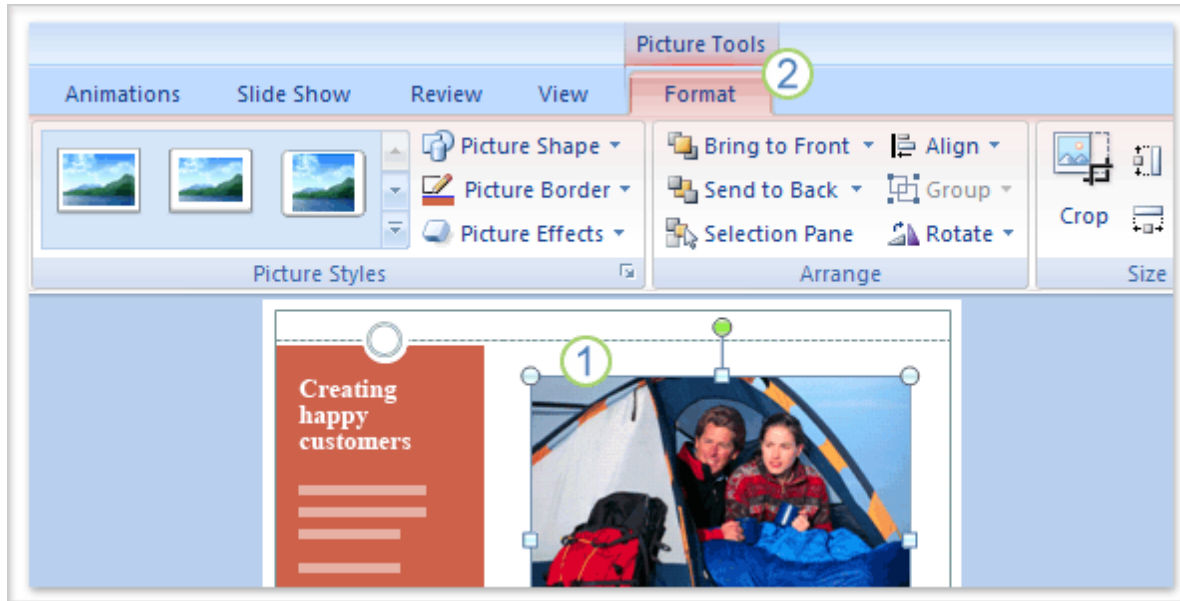 Picture Tools
2
Animations Slide Show Review View Format
Picture Shape Bring to Front Align
Picture Border Send to Back Group
Picture Effects Selection Pane Rotate
Crop
Picture Styles Arrange Size
1
Creating
happy
customers